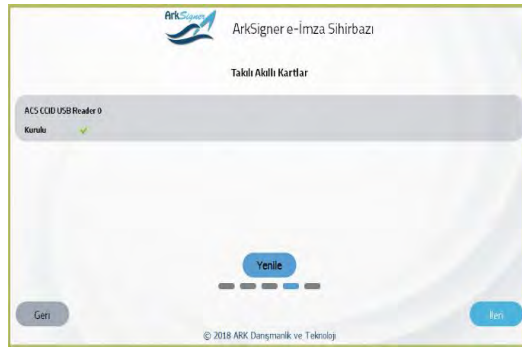 ArkSigner
ArkSigner e-İmza Sihirbazı
Takılı Akıllı Kartlar
ACS CCID USB Reader 0
Kurulu
Yenile
Geri
İleri
© 2018 ARK Danışmanlık ve Teknoloji